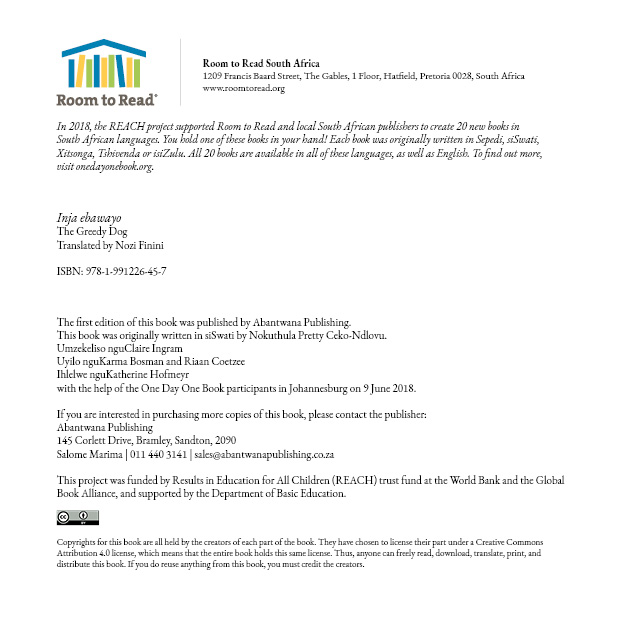 Room to Read®
Room to Read South Africa
1209 Francis Baard Street, The Gables, 1 Floor, Hatfield, Pretoria 0028, South Africa
www.roomtoread.org
In 2018, the REACH project supported Room to Read and local South African publishers to create 20 new books in
South African languages. You hold one of these books in your hand! Each book was originally written in Sepedi, siSwati,
Xitsonga, Tshivenda or isiZulu. All 20 books are available in all of these languages, as well as English. To find out more,
visit onedayonebook.org.
Inja ebawayo
The Greedy Dog
Translated by Nozi Finini
ISBN: 978-1-991226-45-7
The first edition of this book was published by Abantwana Publishing.
This book was originally written in siSwati by Nokuthula Pretty Ceko-Ndlovu.
Umzekeliso nguClaire Ingram
Uyilo nguKarma Bosman and Riaan Coetzee
Ihlelwe nguKatherine Hofmeyr
with the help of the One Day One Book participants in Johannesburg on 9 June 2018.
If you are interested in purchasing more copies of this book, please contact the publisher:
Abantwana Publishing
145 Corlett Drive, Bramley, Sandton, 2090
Salome Marima | 011 440 3141 | sales@abantwanapublishing.co.za
This project was funded by Results in Education for All Children (REACH) trust fund at the World Bank and the Global
Book Alliance, and supported by the Department of Basic Education.
cc BY
Copyrights for this book are all held by the creators of each part of the book. They have chosen to license their part under a Creative Commons
Attribution 4.0 license, which means that the entire book holds this same license. Thus, anyone can freely read, download, translate, print, and
distribute this book. If you do reuse anything from this book, you must credit the creators.